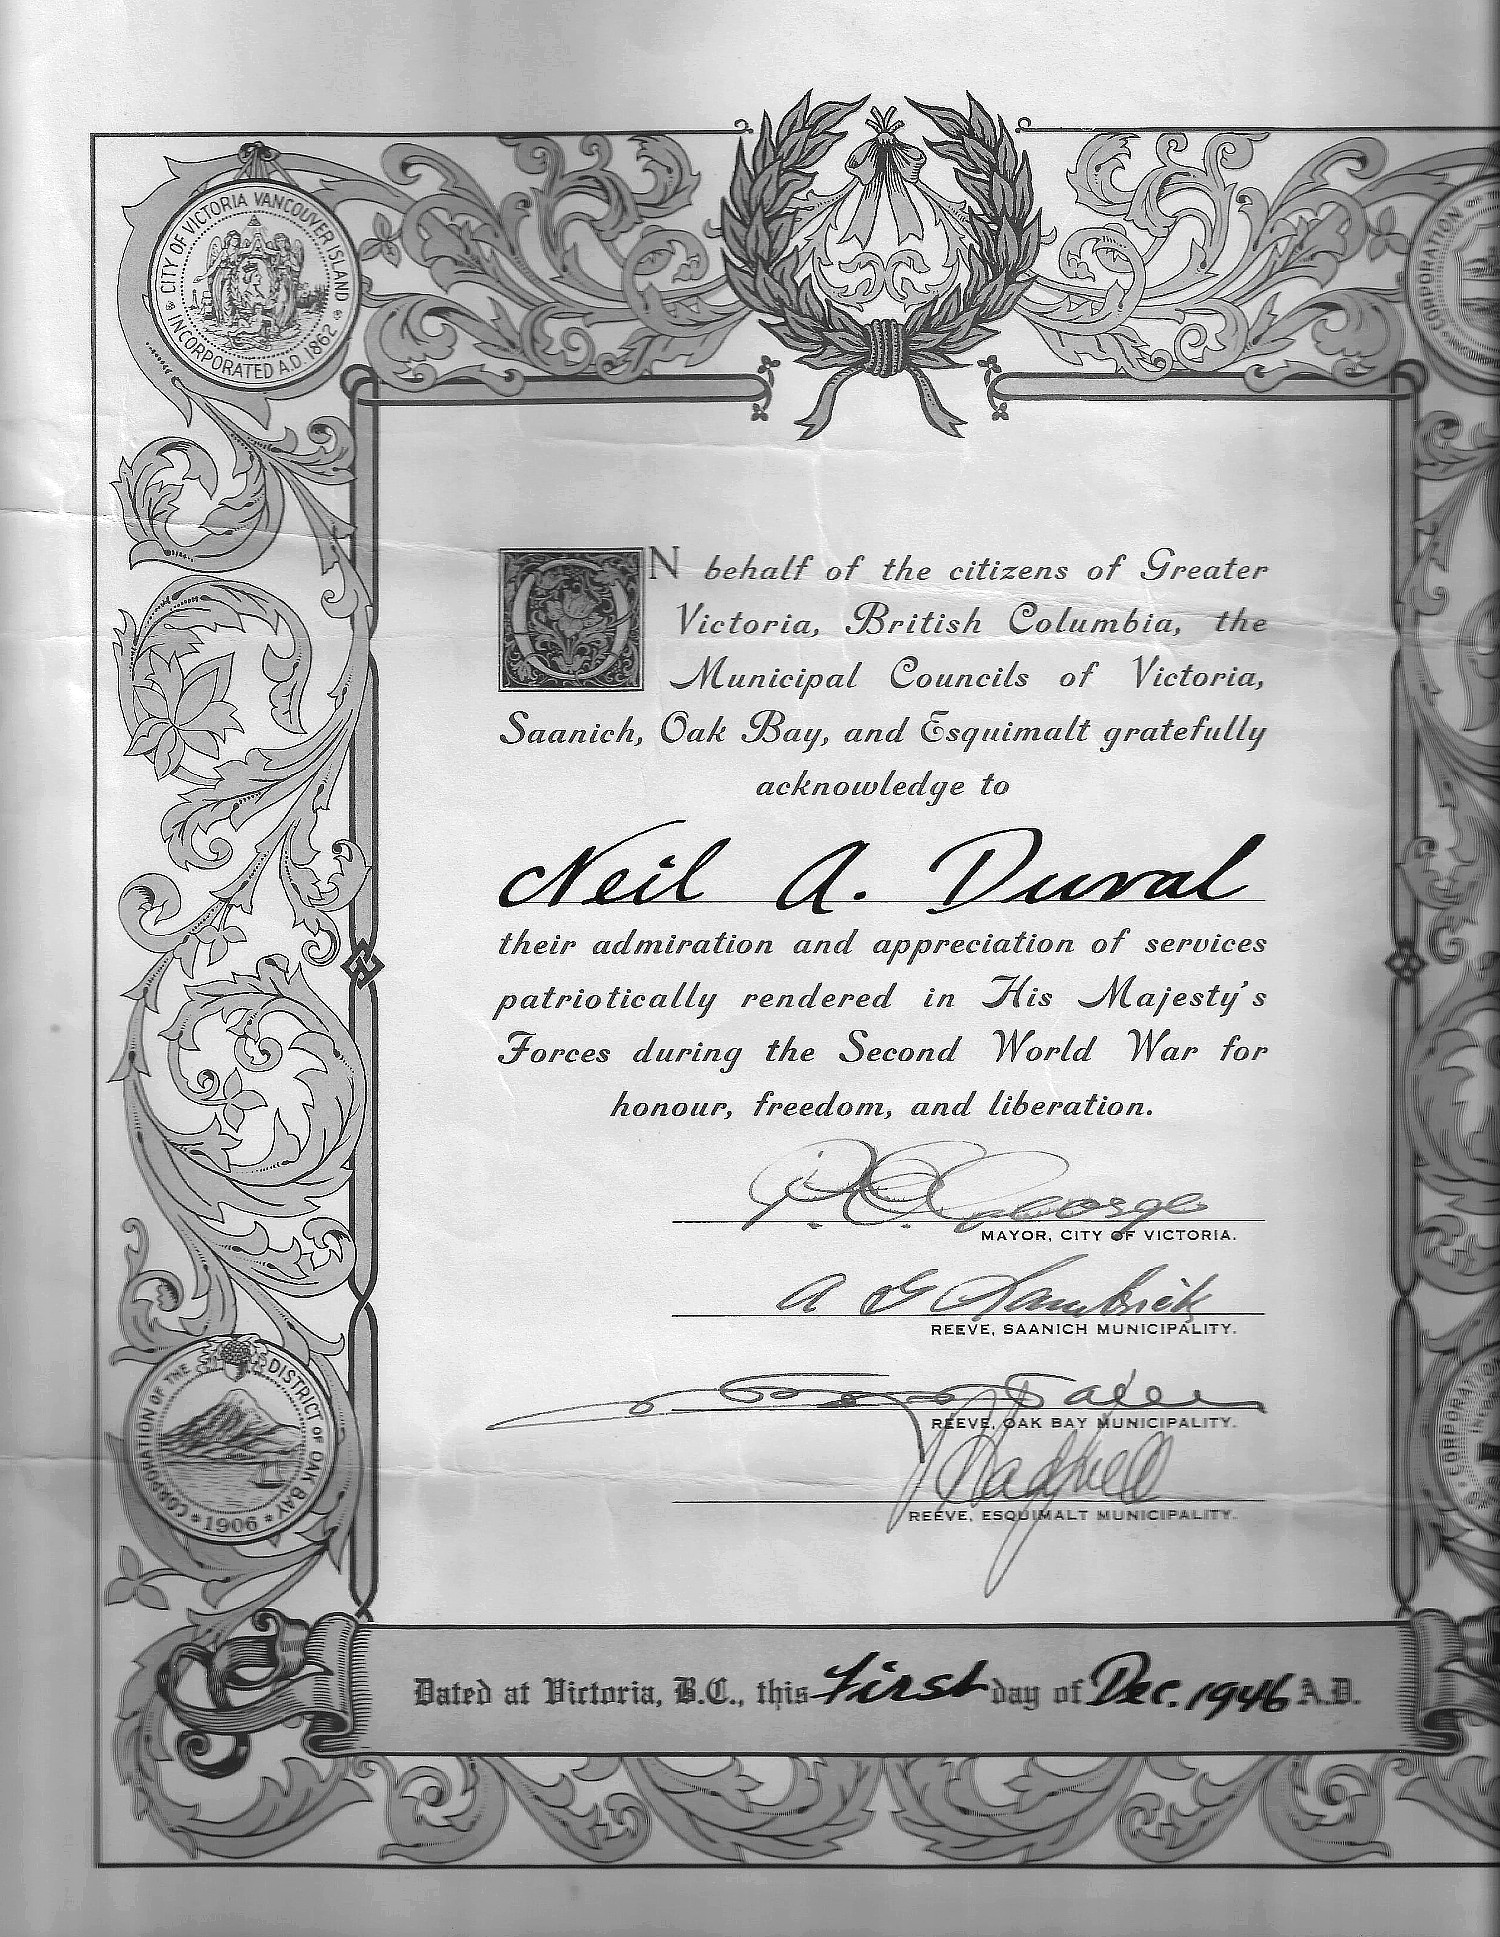 CITY OF VICTORIA VANCOUVER ISLAND
INCORPORATED A.D. 1862
CORPORATION OF
ON behalf of the citizens of Greater
Victoria, British Columbia, the
Municipal Councils of Victoria,
Saanich, Oak Bay, and Esquimalt gratefully
acknowledge to
Neil A. Duval
their admiration and appreciation of services
patriotically rendered in His Majesty's
Forces during the Second World War for
honour, freedom, and liberation.
P. E. George
MAYOR, CITY OF VICTORIA.
A G Lambrick
REEVE, SAANICH MUNICIPALITY.
REEVE, OAK BAY MUNICIPALITY.
REEVE, ESQUIMALT MUNICIPALITY.
CORPORATION OF THE DISTRICT OF OAK BAY
1906
Dated at Victoria, B.C., this First day of Dec. 1946 A.D.